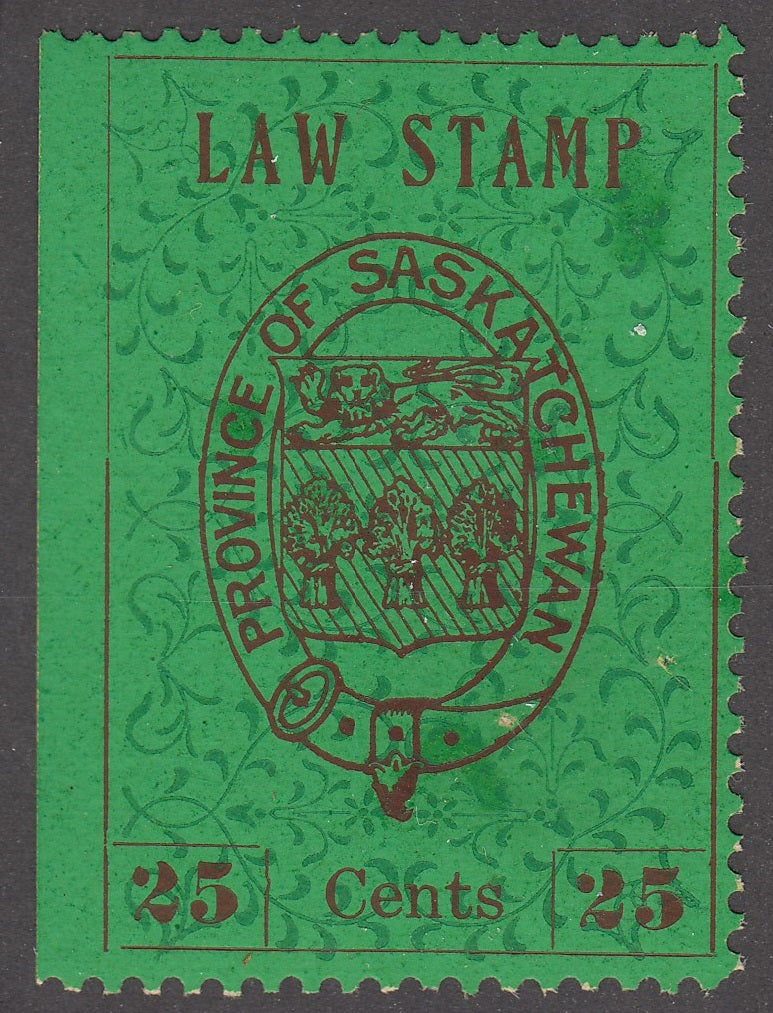 LAW STAMP
PROVINCE OF SASKATCHEWAN
25 Cents 25